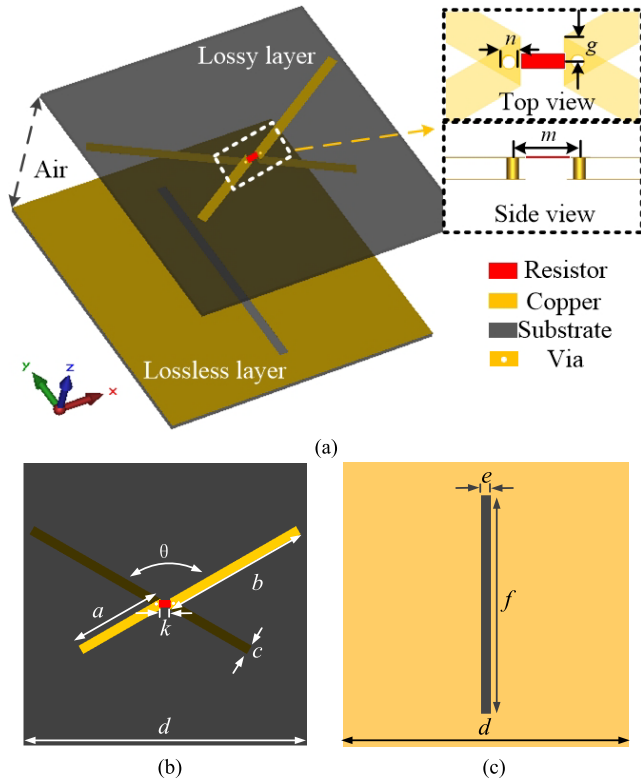 Lossy layer
Air
Lossless layer
y
z
x
n
g
Top view
m
Side view
Resistor
Copper
Substrate
Via
(a)
θ
b
a
k
c
d
(b)
e
f
d
(c)